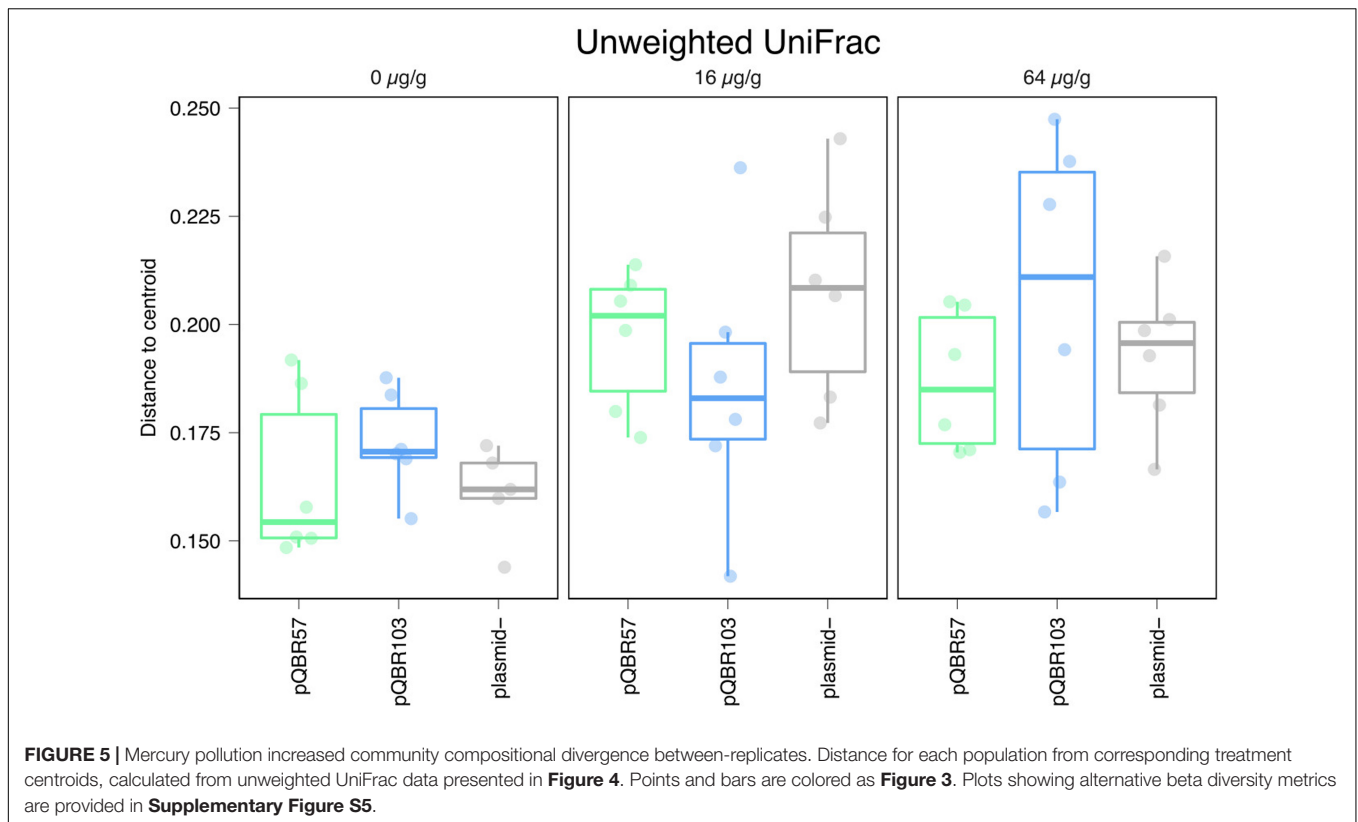 Unweighted UniFrac
0 µg/g
16 µg/g
64 µg/g
0.250
0.225
0.200
0.175
0.150
Distance to centroid
pQBR57
pQBR103
plasmid−
pQBR57
pQBR103
plasmid−
pQBR57
pQBR103
plasmid−
FIGURE 5 | Mercury pollution increased community compositional divergence between-replicates. Distance for each population from corresponding treatment
centroids, calculated from unweighted UniFrac data presented in Figure 4. Points and bars are colored as Figure 3. Plots showing alternative beta diversity metrics
are provided in Supplementary Figure S5.